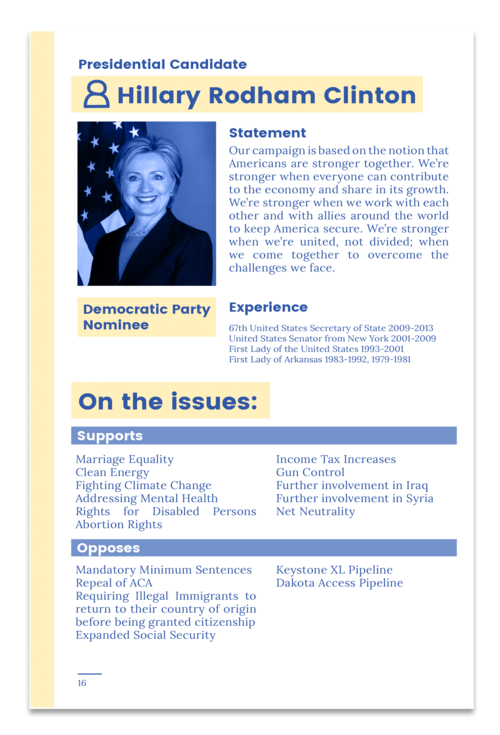 Presidential Candidate
Hillary Rodham Clinton
Statement
Our campaign is based on the notion that
Americans are stronger together. We're
stronger when everyone can contribute
to the economy and share in its growth.
We're stronger when we work with each
other and with allies around the world
to keep America secure. We're stronger
when we're united, not divided; when
we come together to overcome the
challenges we face.
Democratic Party
Nominee
Experience
67th United States Secretary of State 2009-2013
United States Senator from New York 2001-2009
First Lady of the United States 1993-2001
First Lady of Arkansas 1983-1992, 1979-1981
On the issues:
Supports
Marriage Equality
Clean Energy
Fighting Climate Change
Addressing Mental Health
Rights for Disabled Persons
Abortion Rights
Income Tax Increases
Gun Control
Further involvement in Iraq
Further involvement in Syria
Net Neutrality
Opposes
Mandatory Minimum Sentences
Repeal of ACA
Requiring Illegal Immigrants to
return to their country of origin
before being granted citizenship
Expanded Social Security
Keystone XL Pipeline
Dakota Access Pipeline
16